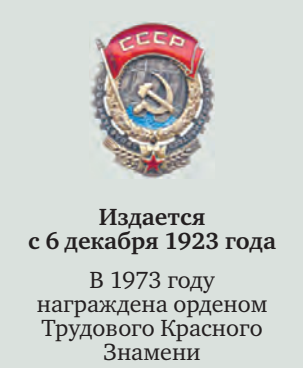 СССР
Издается
с 6 декабря 1923 года
В 1973 году
награждена орденом
Трудового Красного
Знамени